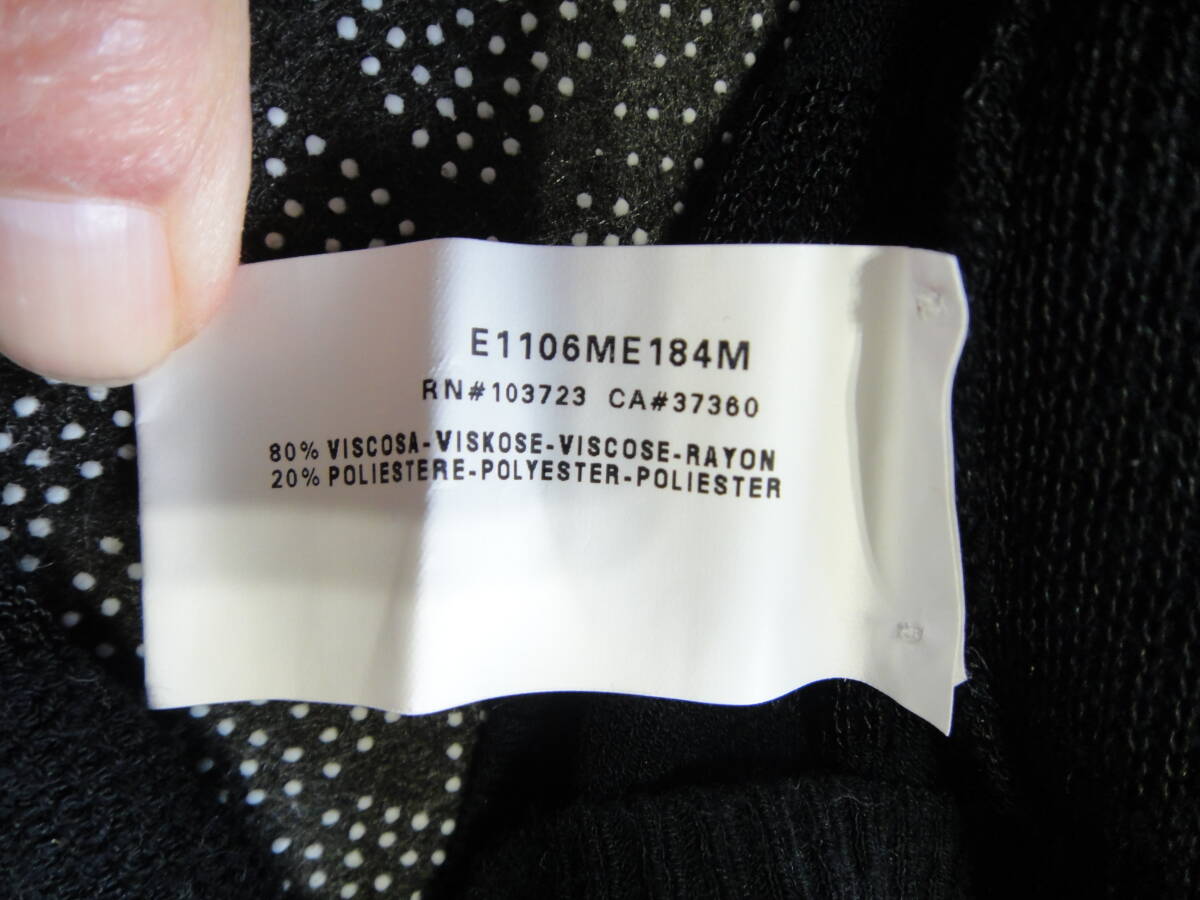 E1106ME184M
RN#103723 CA#37360
80% VISCOSA-VISKOSE-VISCOSE-RAYON
20% POLIESTERE-POLYESTER-POLIESTER